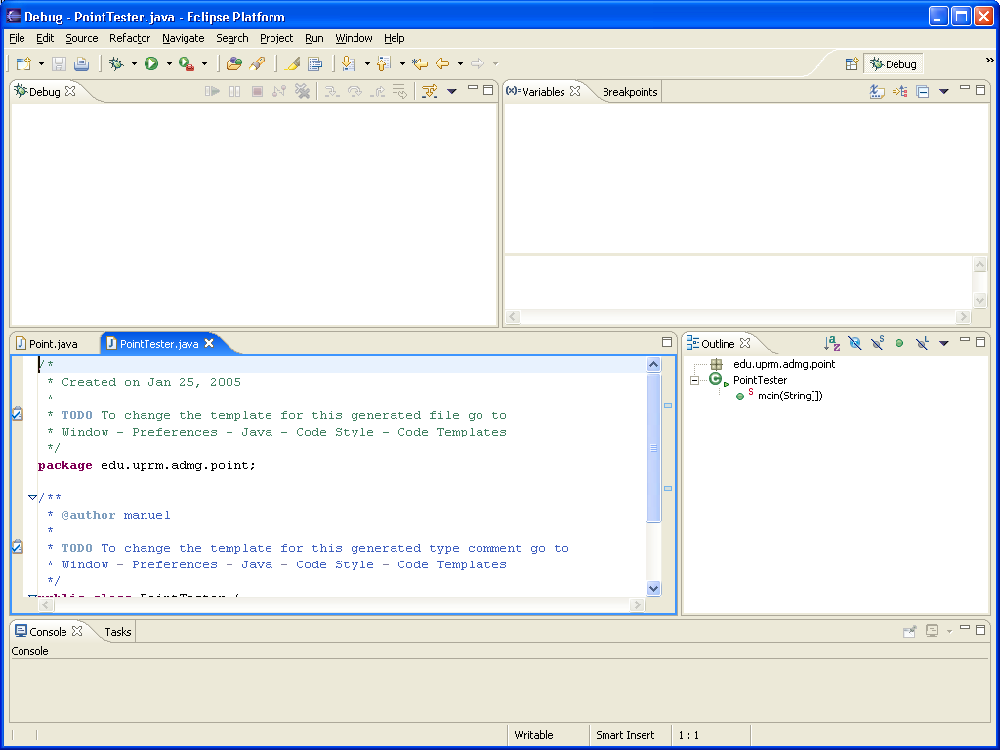 Debug - PointTester.java - Eclipse Platform
File Edit Source Refactor Navigate Search Project Run Window Help
Debug
»
Debug
(x)= Variables Breakpoints
Point.java PointTester.java
Outline
/*
* Created on Jan 25, 2005
*
* TODO To change the template for this generated file go to
* Window - Preferences - Java - Code Style - Code Templates
*/
package edu.uprm.admg.point;
/**
* @author manuel
*
* TODO To change the template for this generated type comment go to
* Window - Preferences - Java - Code Style - Code Templates
*/
public class PointTester {
edu.uprm.admg.point
PointTester
main(String[])
Console Tasks
Console
Writable Smart Insert 1 : 1